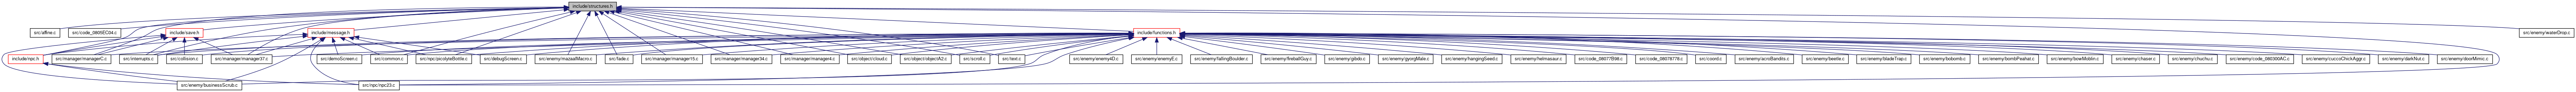 include/structures.h
src/affine.c
src/code_0809EC04.c
include/save.h
include/message.h
include/functions.h
src/enemy/waterDrop.c
include/npc.h
src/manager/managerC.c
src/interrupts.c
src/collision.c
src/manager/manager37.c
src/demoScreen.c
src/common.c
src/npc/picolyteBottle.c
src/debugScreen.c
src/enemy/mazaalMacro.c
src/fade.c
src/manager/manager15.c
src/manager/manager34.c
src/manager/manager4.c
src/object/cloud.c
src/object/objectA2.c
src/scroll.c
src/text.c
src/enemy/enemy4D.c
src/enemy/enemyE.c
src/enemy/fallingBoulder.c
src/enemy/fireballGuy.c
src/enemy/gibdo.c
src/enemy/gyorgMale.c
src/enemy/hangingSeed.c
src/enemy/helmasaur.c
src/code_08077B98.c
src/code_08078778.c
src/coord.c
src/enemy/acroBandits.c
src/enemy/beetle.c
src/enemy/bladeTrap.c
src/enemy/bobomb.c
src/enemy/bombPeahat.c
src/enemy/bowMoblin.c
src/enemy/chaser.c
src/enemy/chuchu.c
src/enemy/code_080300AC.c
src/enemy/cuccoChickAggr.c
src/enemy/darkNut.c
src/enemy/doorMimic.c
src/enemy/businessScrub.c
src/npc/npc23.c